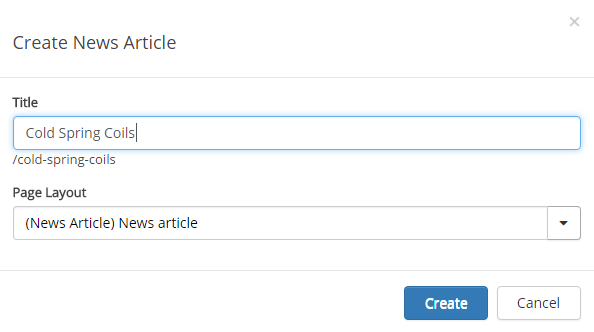 ×
Create News Article
Title
Cold Spring Coils
/cold-spring-coils
Page Layout
(News Article) News article
Create
Cancel